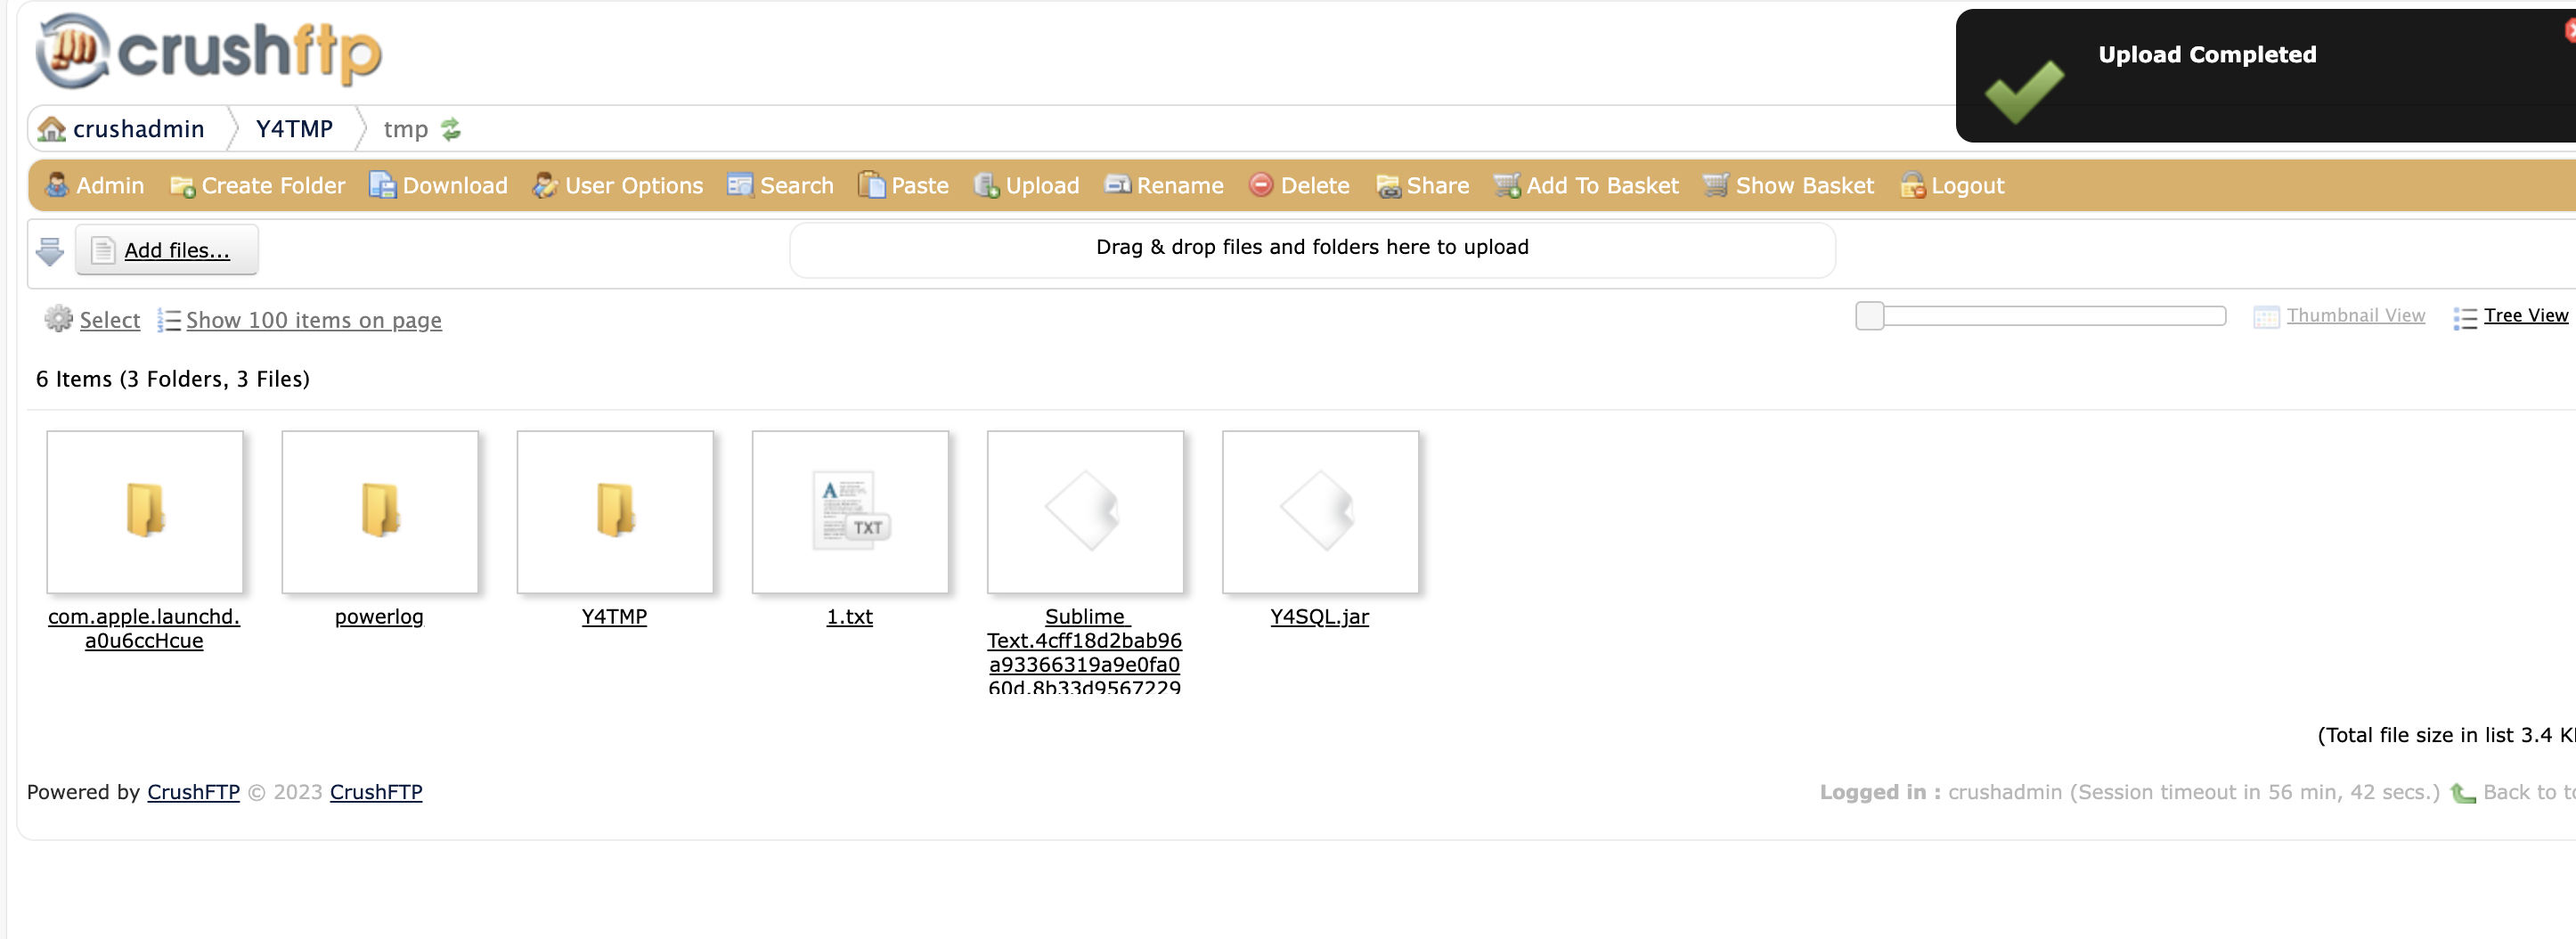 crushftp
Upload Completed
crushadmin Y4TMP tmp
Admin Create Folder Download User Options Search Paste Upload Rename Delete Share Add To Basket Show Basket Logout
Add files...
Drag & drop files and folders here to upload
Select Show 100 items on page
Thumbnail View Tree View
6 Items (3 Folders, 3 Files)
TXT
com.apple.launchd.
a0u6ccHcue
powerlog
Y4TMP
1.txt
Sublime
Text.4cff18d2bab96
a93366319a9e0fa0
60d.8b33d9567229
Y4SQL.jar
(Total file size in list 3.4
Powered by CrushFTP © 2023 CrushFTP
Logged in : crushadmin (Session timeout in 56 min, 42 secs.) Back to